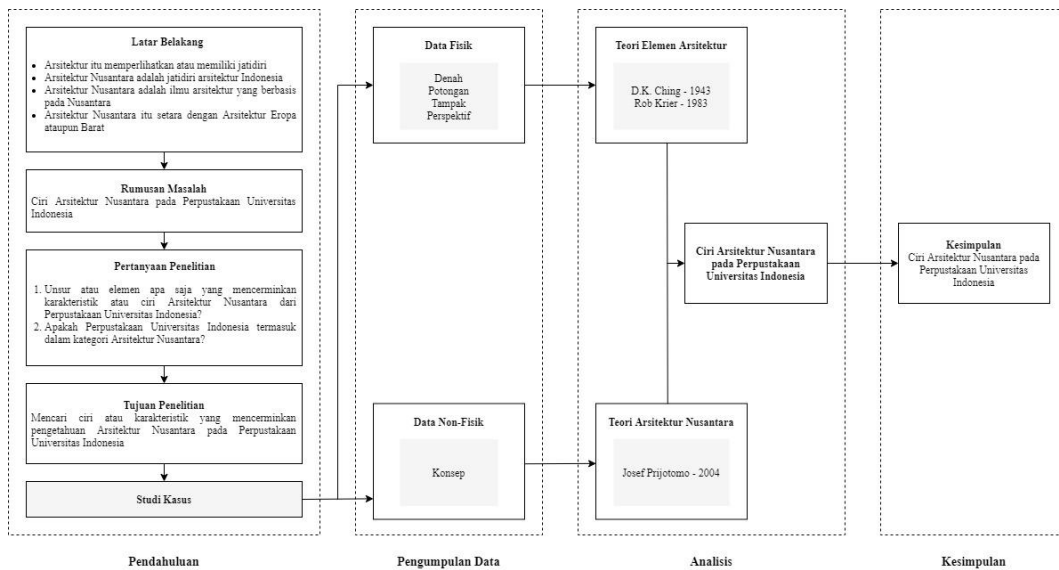 Latar Belakang
• Arsitektur itu memperlihatkan atau memiliki jatidiri
• Arsitektur Nusantara adalah jatidiri arsitektur Indonesia
• Arsitektur Nusantara adalah ilmu arsitektur yang berbasis
pada Nusantara
• Arsitektur Nusantara itu setara dengan Arsitektur Eropa
ataupun Barat
Rumusan Masalah
Ciri Arsitektur Nusantara pada Perpustakaan Universitas
Indonesia
Pertanyaan Penelitian
1. Unsur atau elemen apa saja yang mencerminkan
karakteristik atau ciri Arsitektur Nusantara dari
Perpustakaan Universitas Indonesia?
2. Apakah Perpustakaan Universitas Indonesia termasuk
dalam kategori Arsitektur Nusantara?
Tujuan Penelitian
Mencari ciri atau karakteristik yang mencerminkan
pengetahuan Arsitektur Nusantara pada Perpustakaan
Universitas Indonesia
Studi Kasus
Pendahuluan
Data Fisik
Denah
Potongan
Tampak
Perspektif
Data Non-Fisik
Konsep
Pengumpulan Data
Teori Elemen Arsitektur
D.K. Ching - 1943
Rob Krier - 1983
Ciri Arsitektur Nusantara
pada Perpustakaan
Universitas Indonesia
Teori Arsitektur Nusantara
Josef Prijotomo - 2004
Analisis
Kesimpulan
Ciri Arsitektur Nusantara pada
Perpustakaan Universitas
Indonesia
Kesimpulan